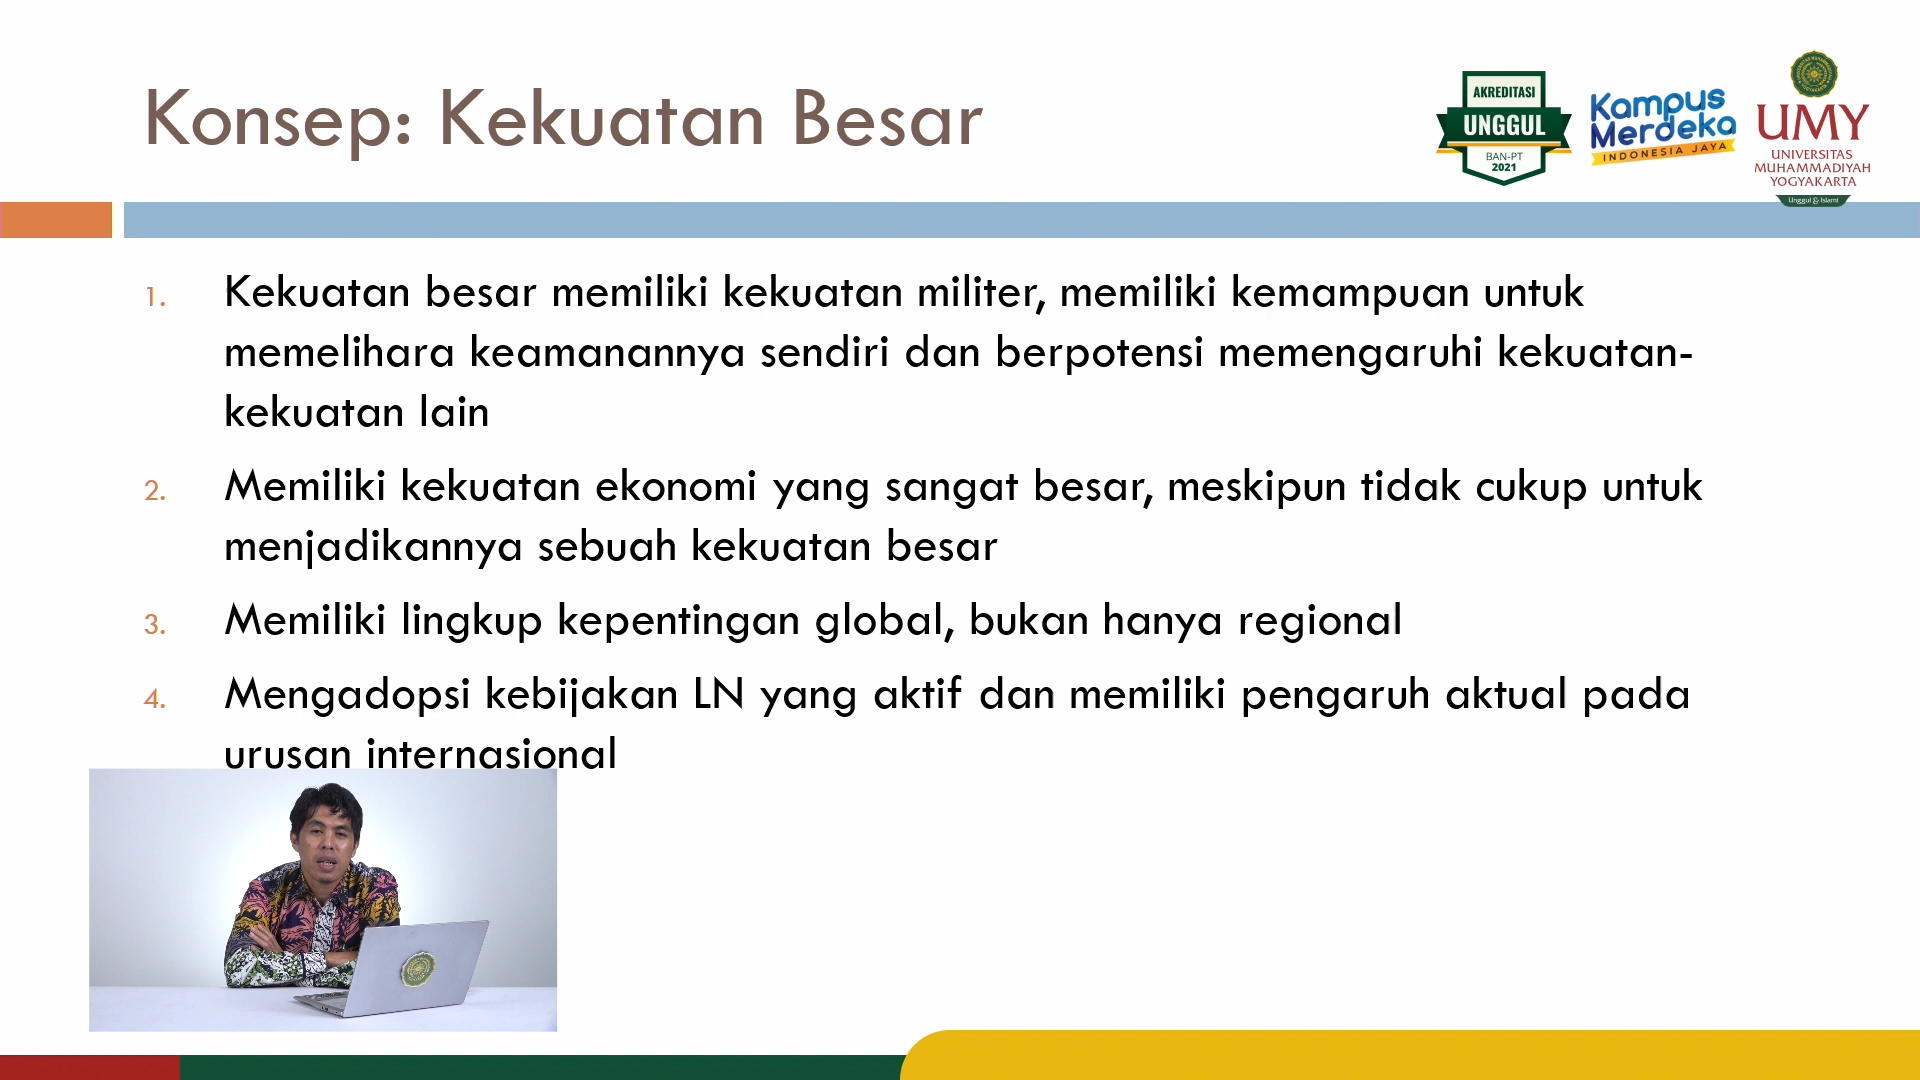 Konsep: Kekuatan Besar
AKREDITASI
UNGGUL
BAN-PT
2021
Kampus
Merdeka
INDONESIA JAYA
UMY
UNIVERSITAS
MUHAMMADIYAH
YOGYAKARTA
Unggul & Islami
1. Kekuatan besar memiliki kekuatan militer, memiliki kemampuan untuk
memelihara keamanannya sendiri dan berpotensi memengaruhi kekuatan-
kekuatan lain
2. Memiliki kekuatan ekonomi yang sangat besar, meskipun tidak cukup untuk
menjadikannya sebuah kekuatan besar
3. Memiliki lingkup kepentingan global, bukan hanya regional
4. Mengadopsi kebijakan LN yang aktif dan memiliki pengaruh aktual pada
urusan internasional